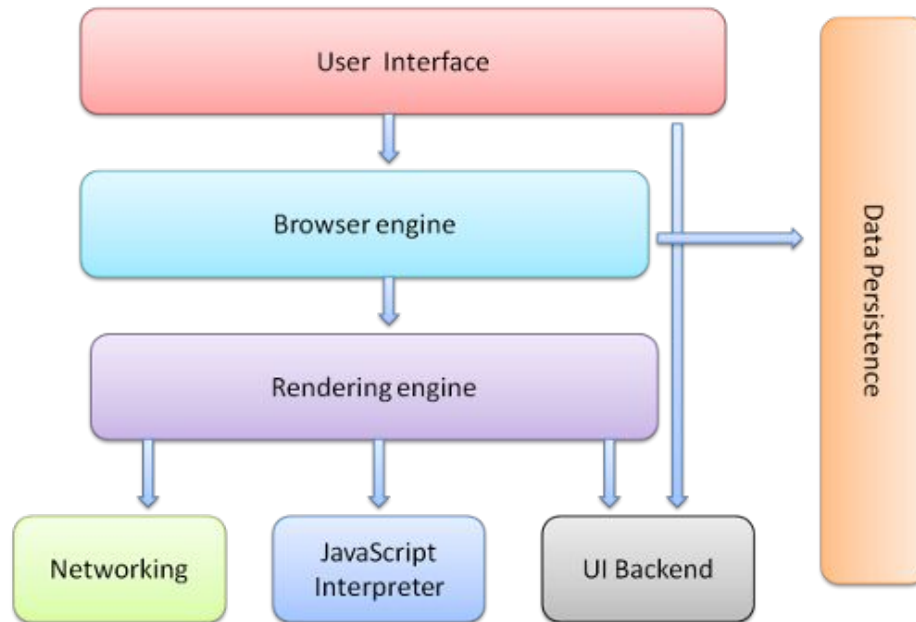 User Interface
Browser engine
Data Persistence
Rendering engine
Networking
JavaScript
Interpreter
UI Backend